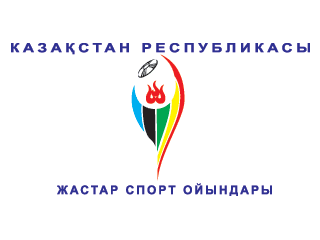 ҚАЗАҚСТАН РЕСПУБЛИКАСЫ
ЖАСТАР СПОРТ ОЙЫНДАРЫ